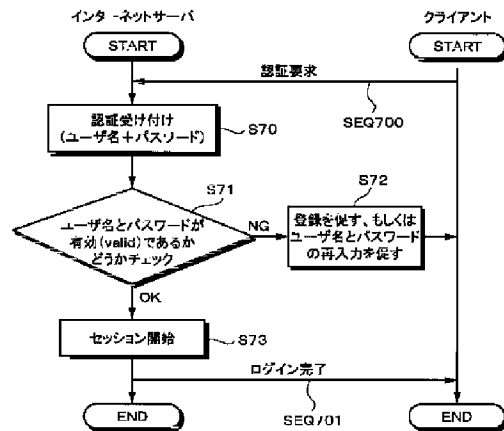 インターネットサーバ
クライアント
START
START
認証要求
SEQ700
認証受け付け
(ユーザ名+パスワード)
S70
S71
ユーザ名とパスワードが
有効(valid)であるか
どうかチェック
NG
S72
登録を促す、もしくは
ユーザ名とパスワード
の再入力を促す
OK
セッション開始
S73
ログイン完了
SEQ701
END
END